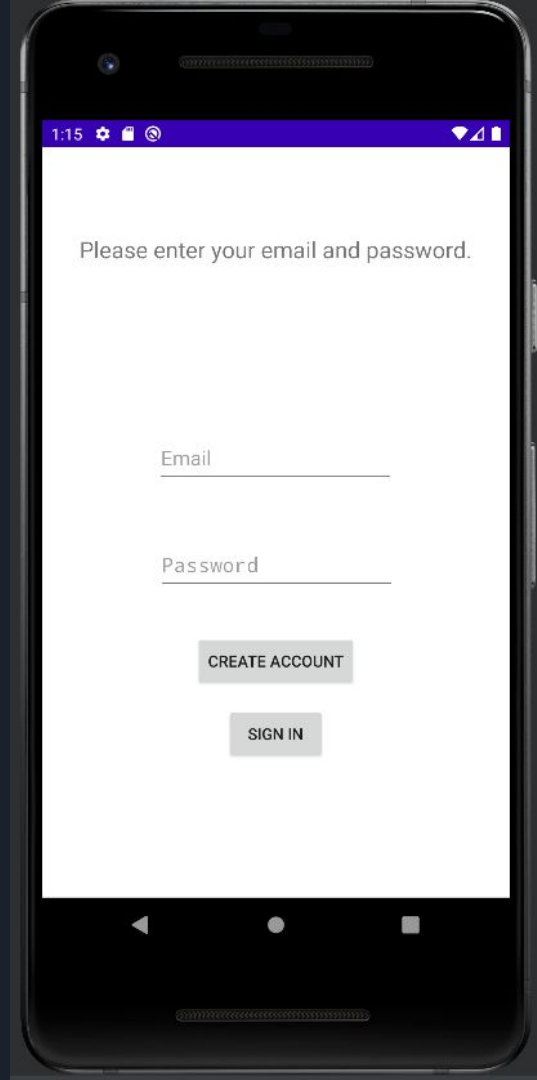 1:15
Please enter your email and password.
Email
Password
CREATE ACCOUNT
SIGN IN